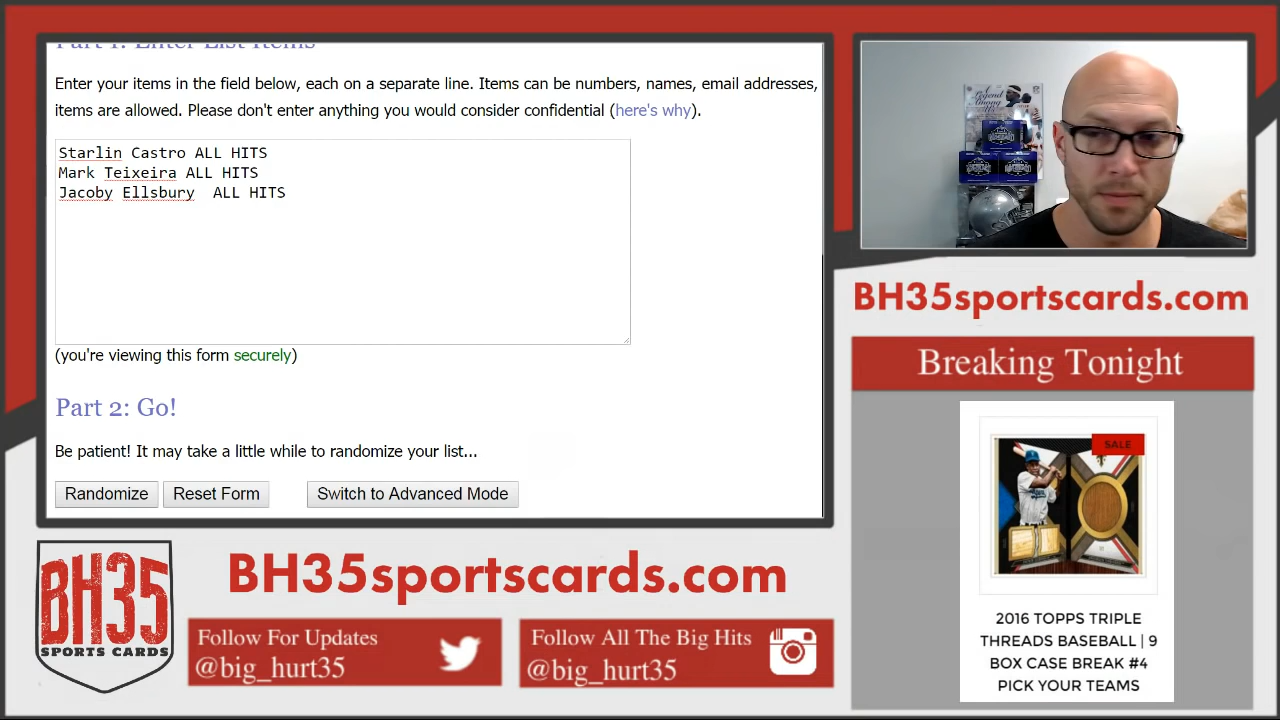 Part 1: Enter List Items
Enter your items in the field below, each on a separate line. Items can be numbers, names, email addresses,
items are allowed. Please don't enter anything you would consider confidential (here's why).
Starlin Castro ALL HITS
Mark Teixeira ALL HITS
Jacoby Ellsbury  ALL HITS
(you're viewing this form securely)
Part 2: Go!
Be patient! It may take a little while to randomize your list...
Randomize
Reset Form
Switch to Advanced Mode
BH35sportscards.com
Breaking Tonight
SALE
2016 TOPPS TRIPLE
THREADS BASEBALL | 9
BOX CASE BREAK #4
PICK YOUR TEAMS
BH35
SPORTS CARDS
BH35sportscards.com
Follow For Updates
@big_hurt35
Follow All The Big Hits
@big_hurt35